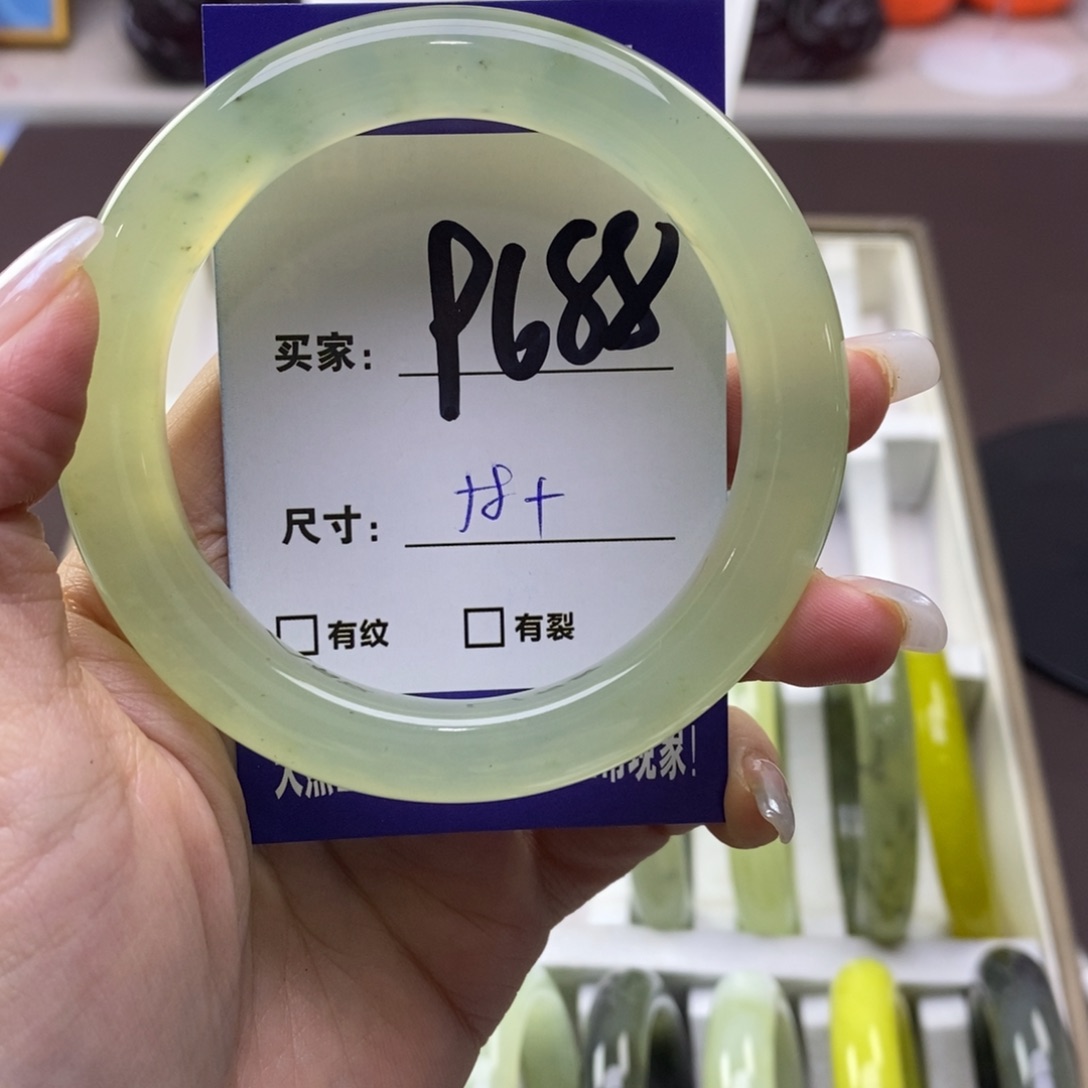 买家: P688
尺寸: 58+
□ 有纹 □ 有裂